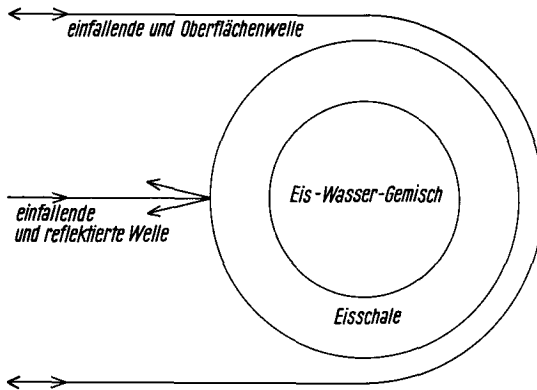 einfallende und Oberflächenwelle
Eis-Wasser-Gemisch
einfallende
und reflektierte Welle
Eisschale